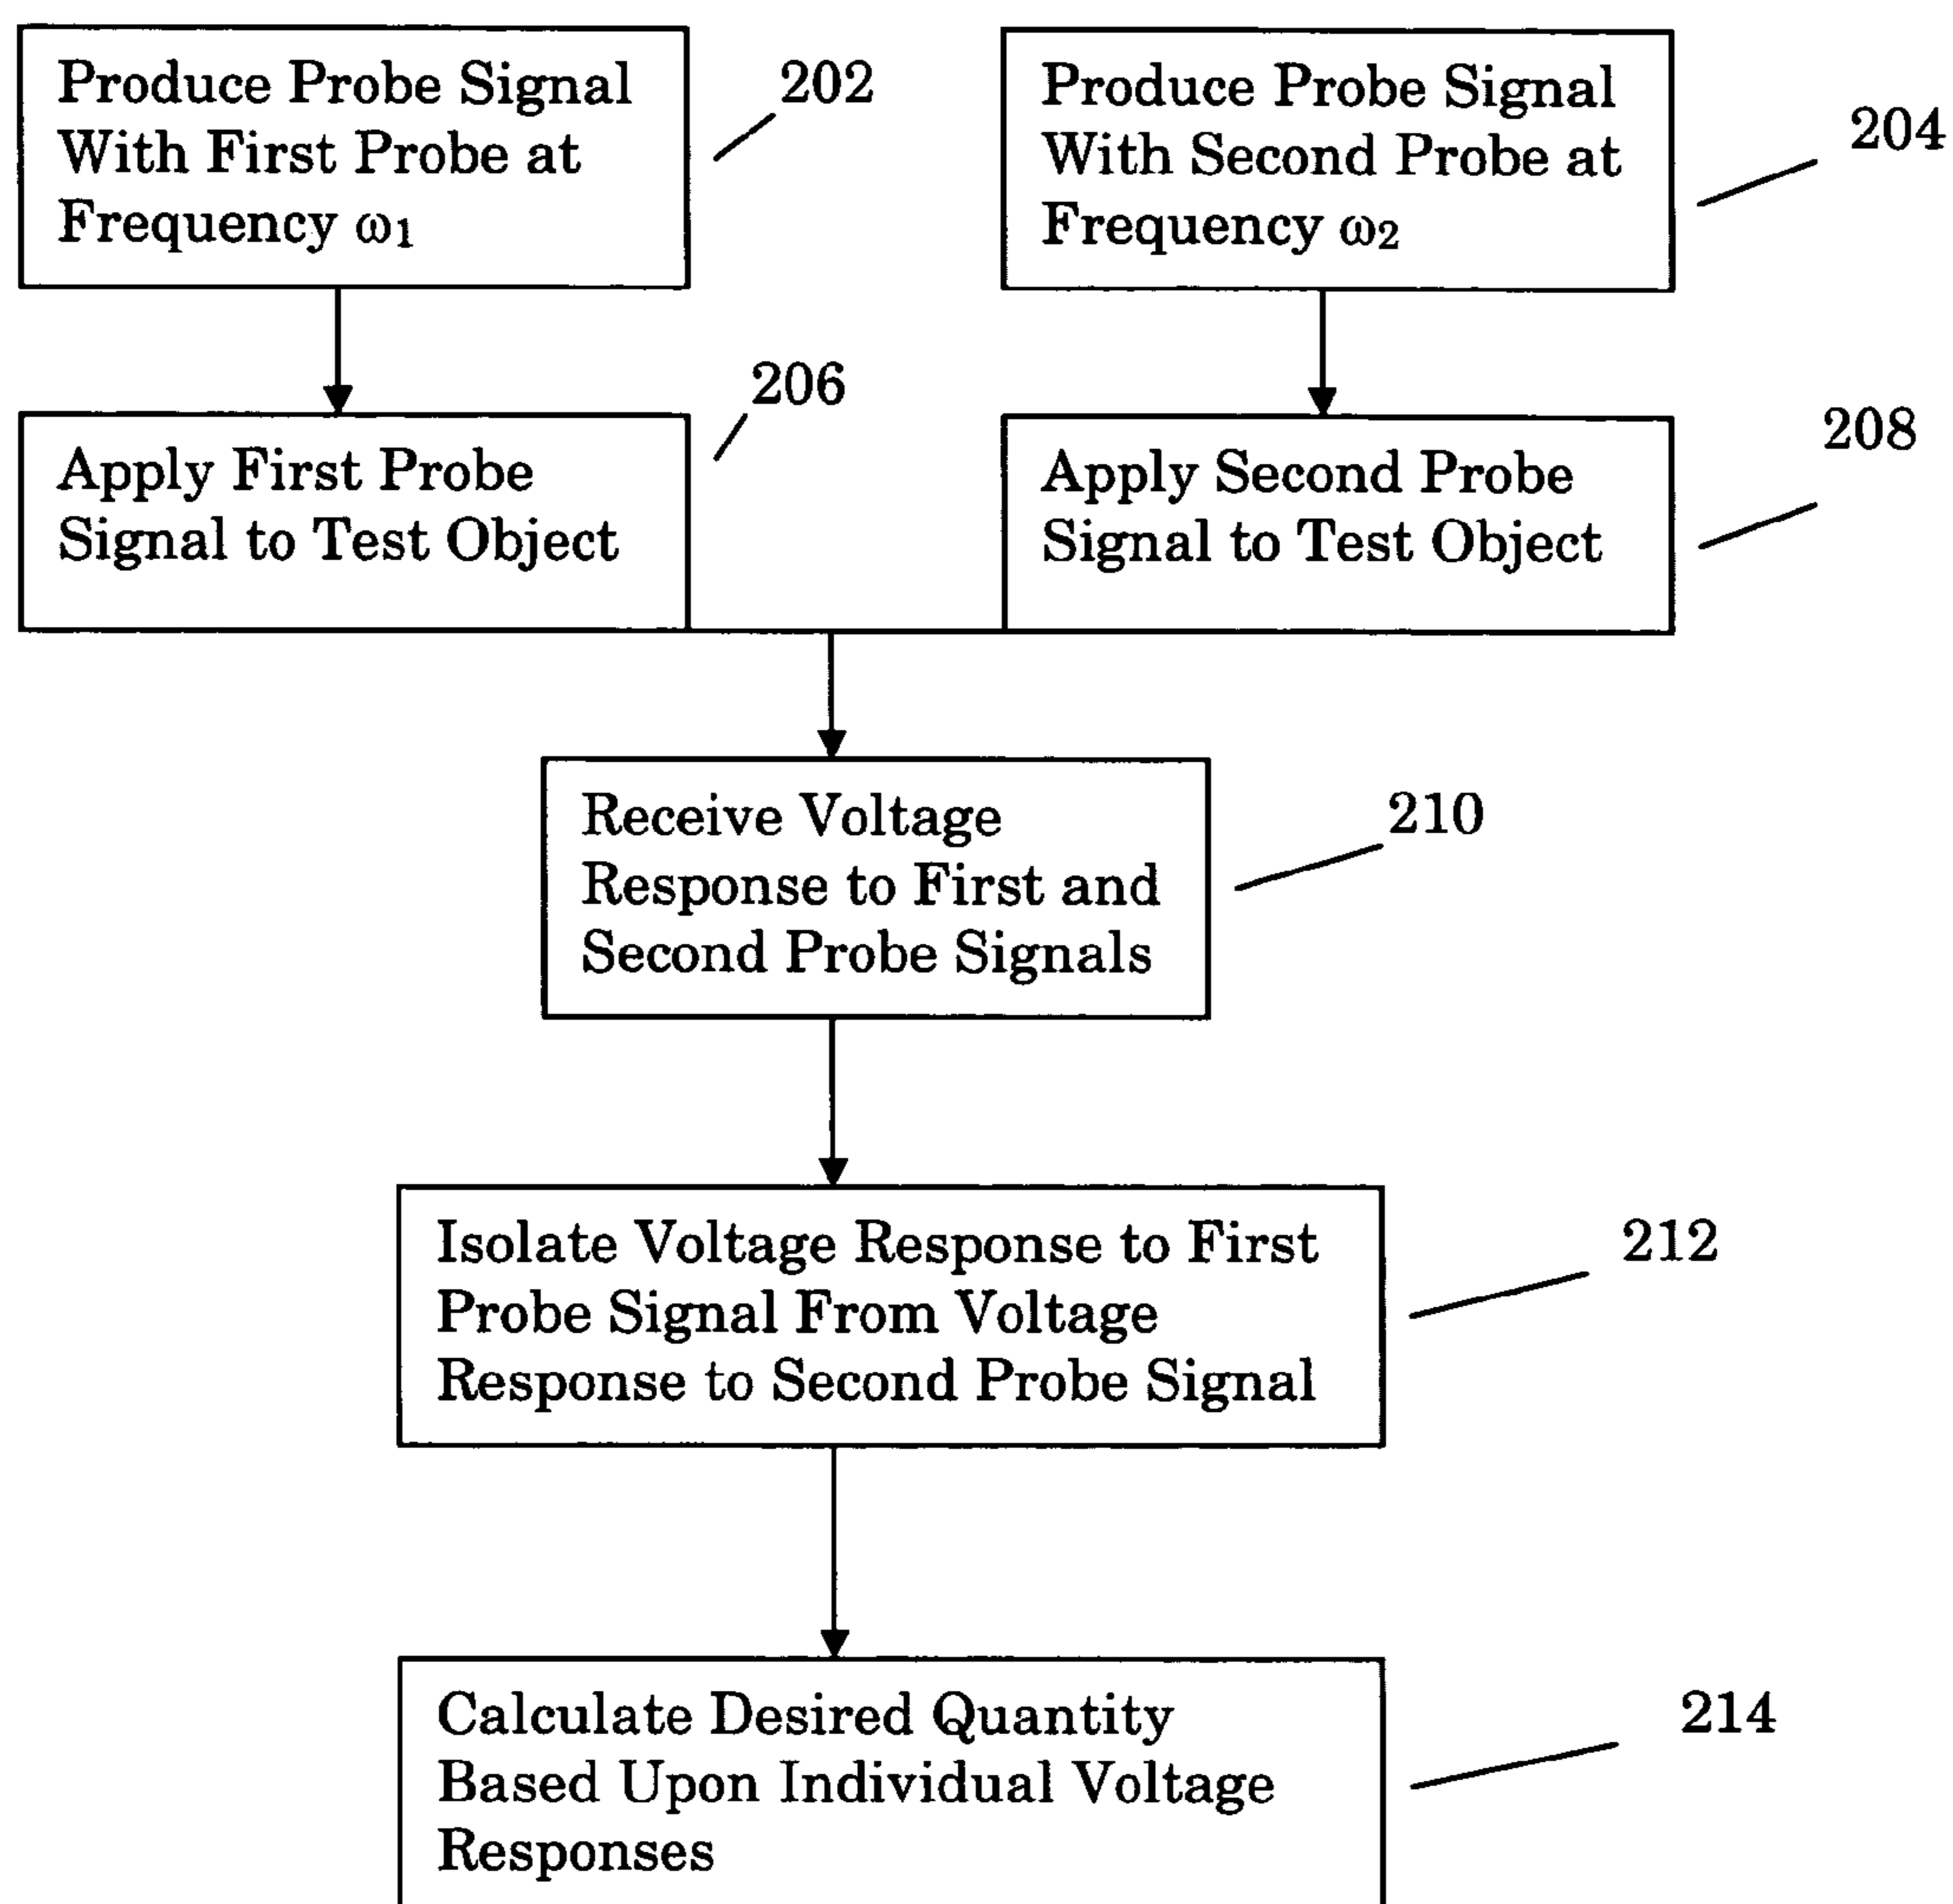 Produce Probe Signal
With First Probe at
Frequency ω1
202
Produce Probe Signal
With Second Probe at
Frequency ω2
204
Apply First Probe
Signal to Test Object
206
Apply Second Probe
Signal to Test Object
208
Receive Voltage
Response to First and
Second Probe Signals
210
Isolate Voltage Response to First
Probe Signal From Voltage
Response to Second Probe Signal
212
Calculate Desired Quantity
Based Upon Individual Voltage
Responses
214